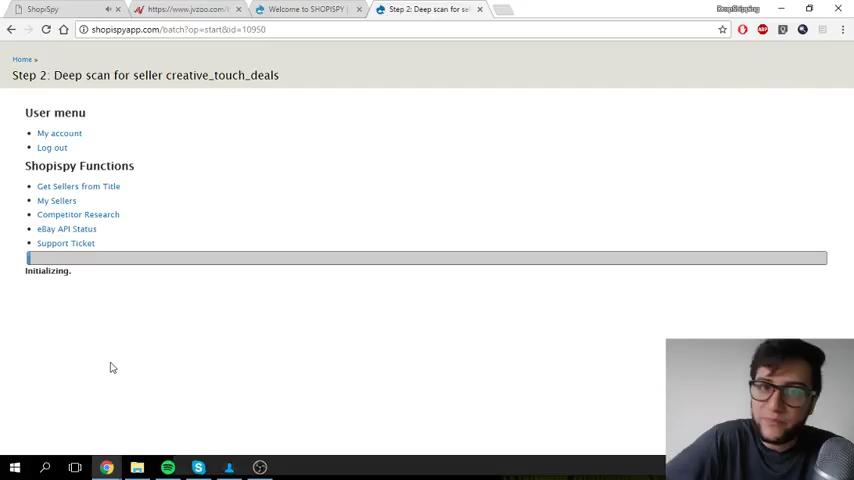 ShopiSpy
https://www.jvzoo.com/
Welcome to SHOPISPY |
Step 2: Deep scan for sel
DropShipping
shopispyapp.com/batch?op=start&id=10950
Home »
Step 2: Deep scan for seller creative_touch_deals
User menu
My account
Log out
Shopispy Functions
Get Sellers from Title
My Sellers
Competitor Research
eBay API Status
Support Ticket
Initializing.